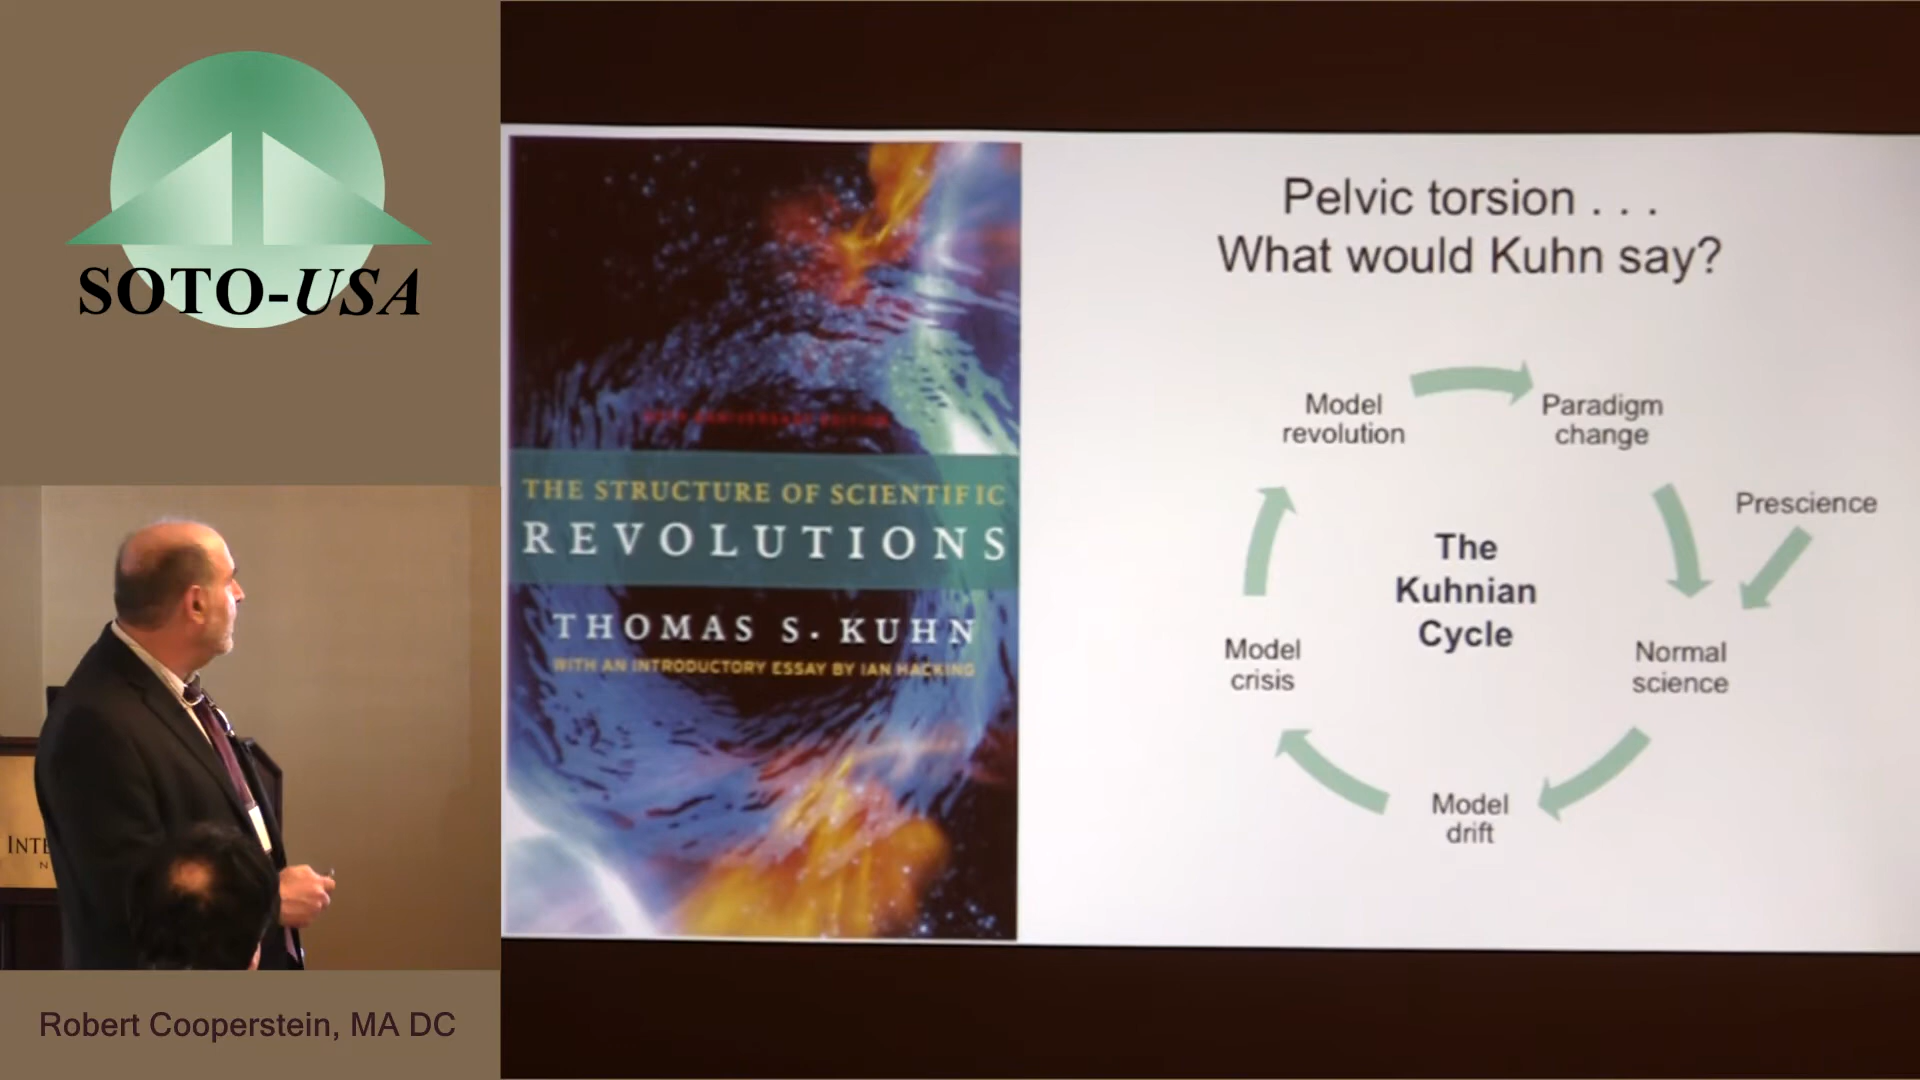 SOTO-USA
Robert Cooperstein, MA DC
THE STRUCTURE OF SCIENTIFIC
REVOLUTIONS
THOMAS S. KUHN
WITH AN INTRODUCTORY ESSAY BY IAN HACKING
Pelvic torsion . . .
What would Kuhn say?
Model
revolution
Paradigm
change
Prescience
The
Kuhnian
Cycle
Model
crisis
Normal
science
Model
drift